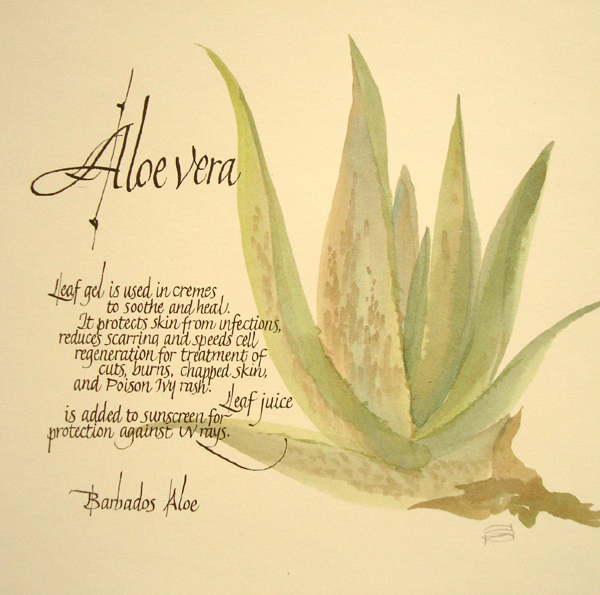 Aloe vera
Leaf gel is used in cremes
to soothe and heal.
It protects skin from infections,
reduces scarring and speeds cell
regeneration for treatment of
cuts, burns, chapped skin,
and Poison Ivy rash.
Leaf juice
is added to sunscreen for
protection against UV rays.
Barbados Aloe